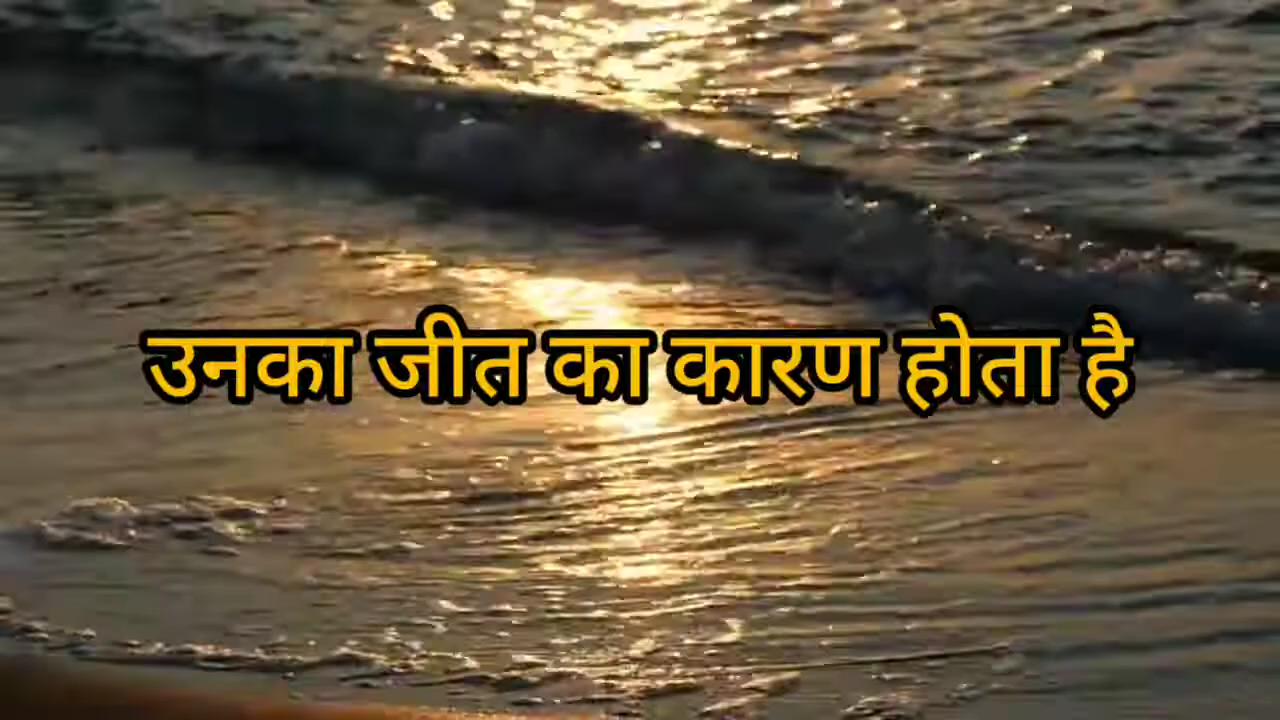 उनका जीत का कारण होता है